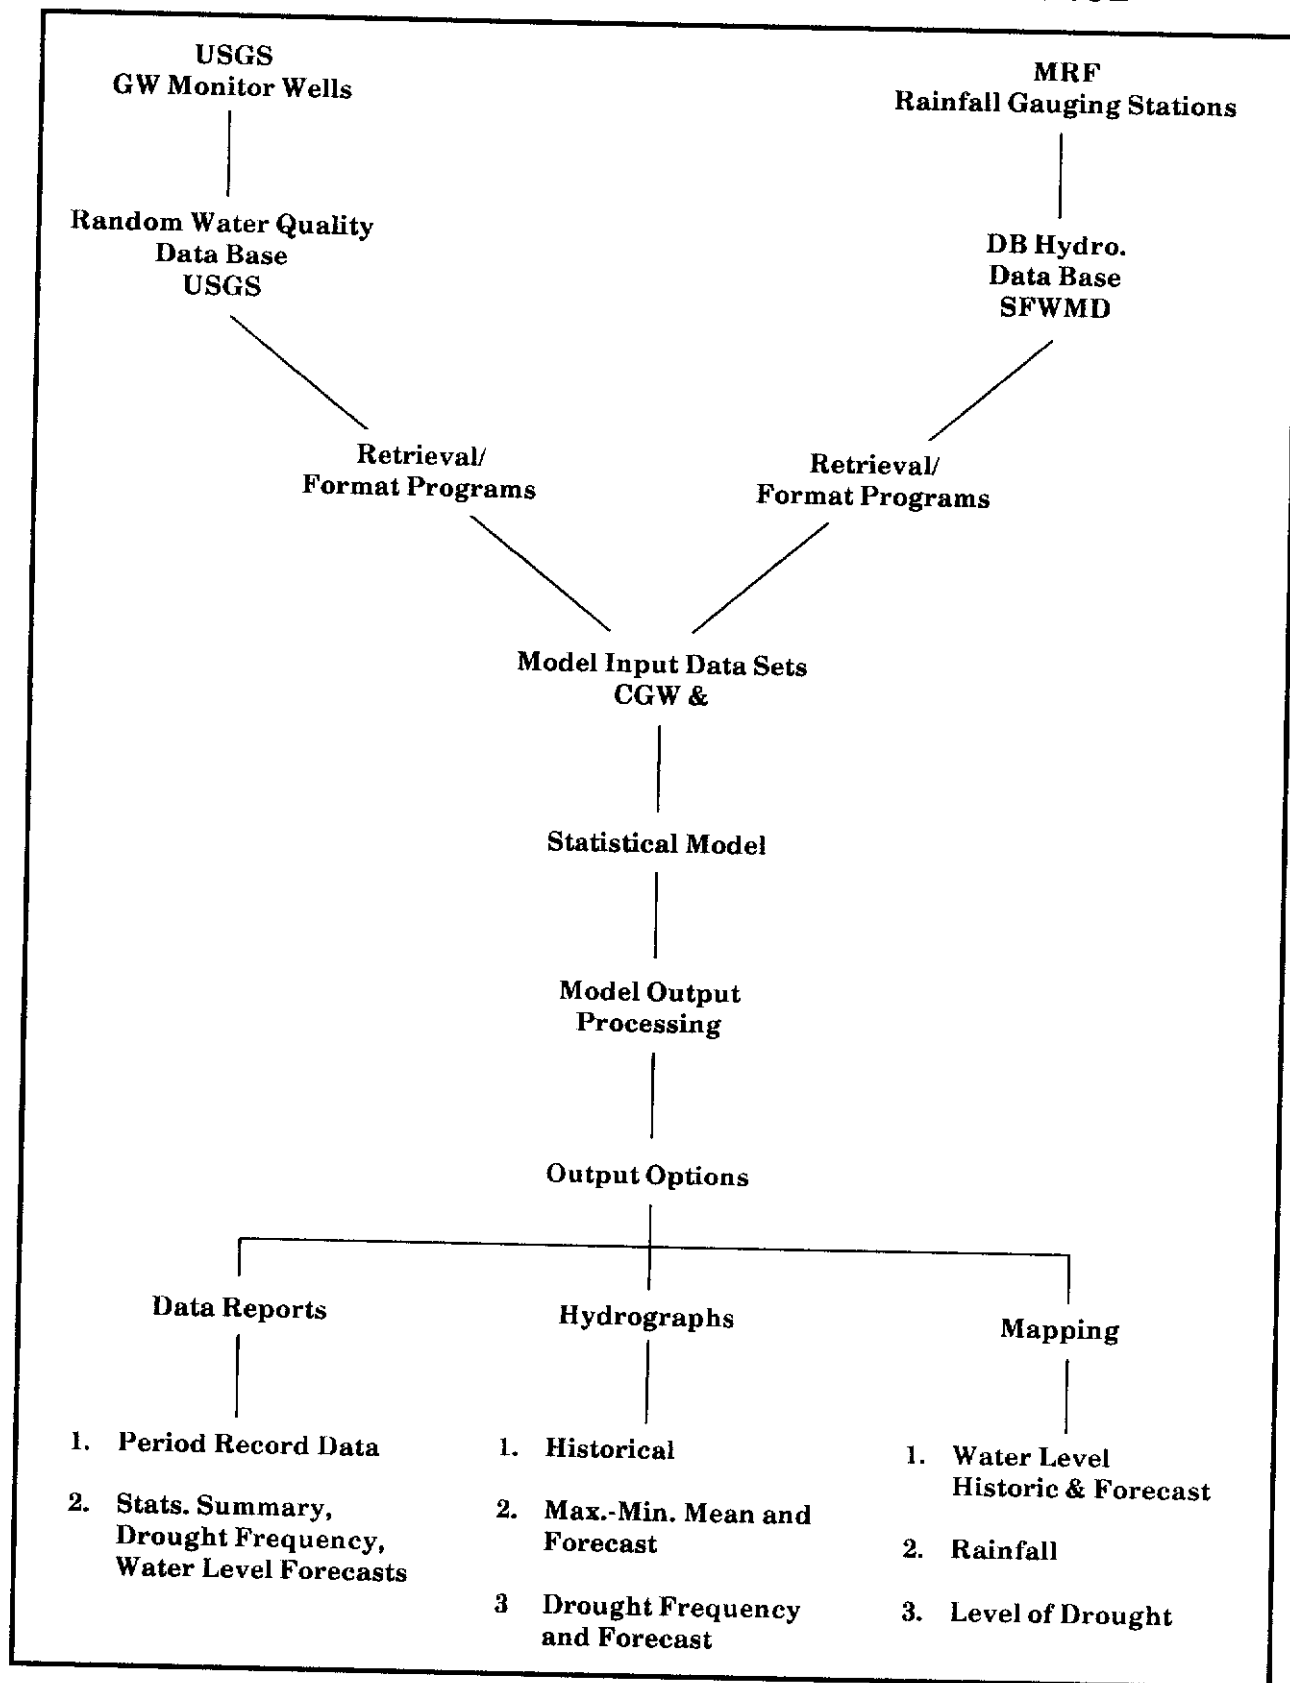 USGS
GW Monitor Wells
MRF
Rainfall Gauging Stations
Random Water Quality
Data Base
USGS
DB Hydro.
Data Base
SFWMD
Retrieval/
Format Programs
Retrieval/
Format Programs
Model Input Data Sets
CGW &
Statistical Model
Model Output
Processing
Output Options
Data Reports
1. Period Record Data
2. Stats. Summary,
Drought Frequency,
Water Level Forecasts
Hydrographs
1. Historical
2. Max.-Min. Mean and
Forecast
3 Drought Frequency
and Forecast
Mapping
1. Water Level
Historic & Forecast
2. Rainfall
3. Level of Drought